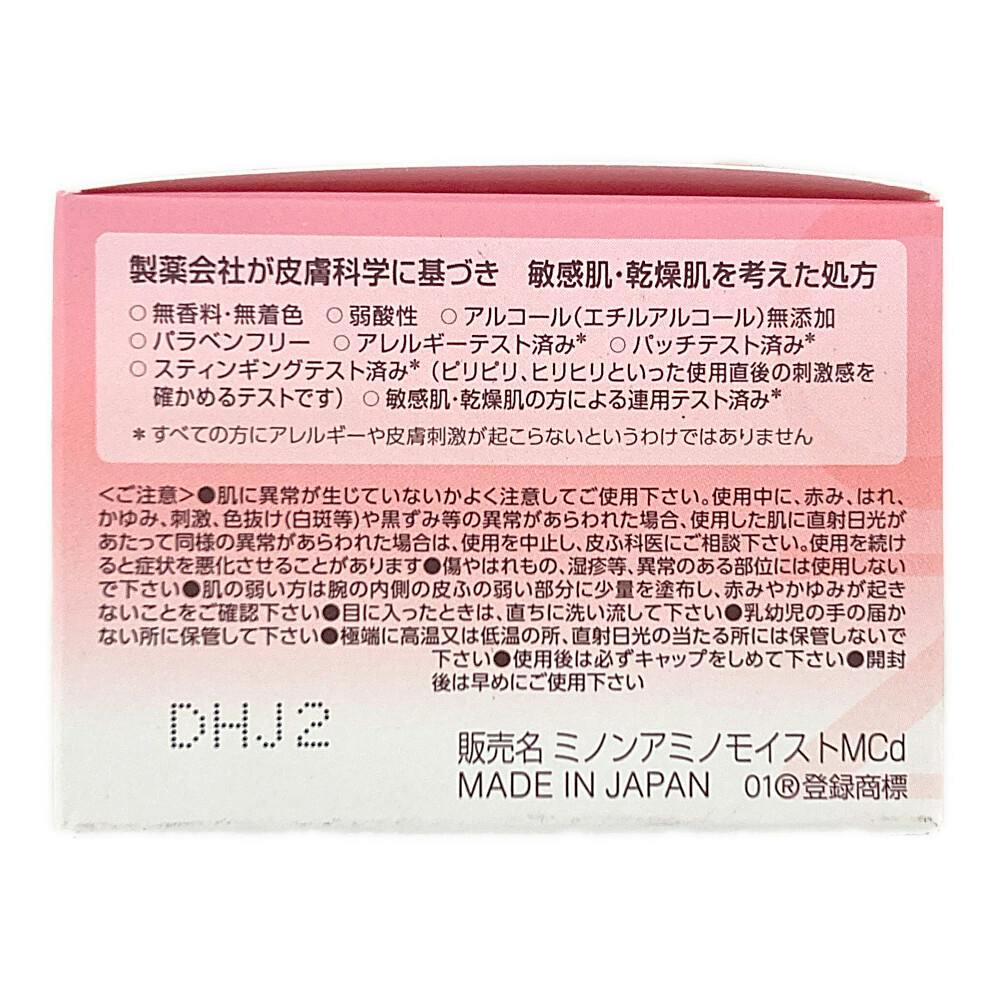 製薬会社が皮膚科学に基づき 敏感肌・乾燥肌を考えた処方
○ 無香料・無着色 ○ 弱酸性 ○ アルコール(エチルアルコール)無添加
○ パラベンフリー ○ アレルギーテスト済み* ○ パッチテスト済み*
○ スティンギングテスト済み* (ピリピリ、ヒリヒリといった使用直後の刺激感を
確かめるテストです) ○ 敏感肌・乾燥肌の方による連用テスト済み*
* すべての方にアレルギーや皮膚刺激が起こらないというわけではありません
<ご注意>●肌に異常が生じていないかよく注意してご使用下さい。使用中に、赤み、はれ、
かゆみ、刺激、色抜け(白斑等)や黒ずみ等の異常があらわれた場合、使用した肌に直射日光が
あたって同様の異常があらわれた場合は、使用を中止し、皮ふ科医にご相談下さい。使用を続け
ると症状を悪化させることがあります●傷やはれもの、湿疹等、異常のある部位には使用しない
で下さい●肌の弱い方は腕の内側の皮ふの弱い部分に少量を塗布し、赤みやかゆみが起き
ないことをご確認下さい●目に入ったときは、直ちに洗い流して下さい●乳幼児の手の届か
ない所に保管して下さい●極端に高温又は低温の所、直射日光の当たる所には保管しないで
下さい●使用後は必ずキャップをしめて下さい●開封
後は早めにご使用下さい
DHJ2
販売名 ミノンアミノモイストMCd
MADE IN JAPAN 01®登録商標